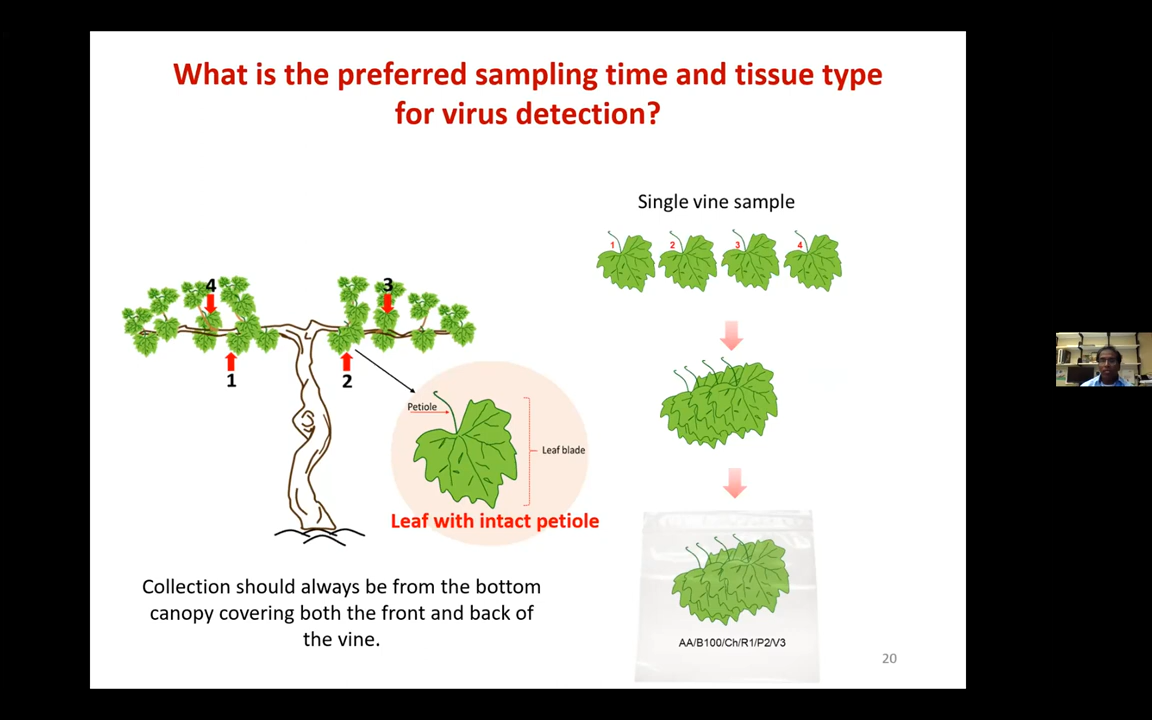 What is the preferred sampling time and tissue type
for virus detection?
Single vine sample
1
2
3
4
4
3
1
2
Petiole
Leaf blade
Leaf with intact petiole
Collection should always be from the bottom
canopy covering both the front and back of
the vine.
AA/B100/Ch/R1/P2/V3
20